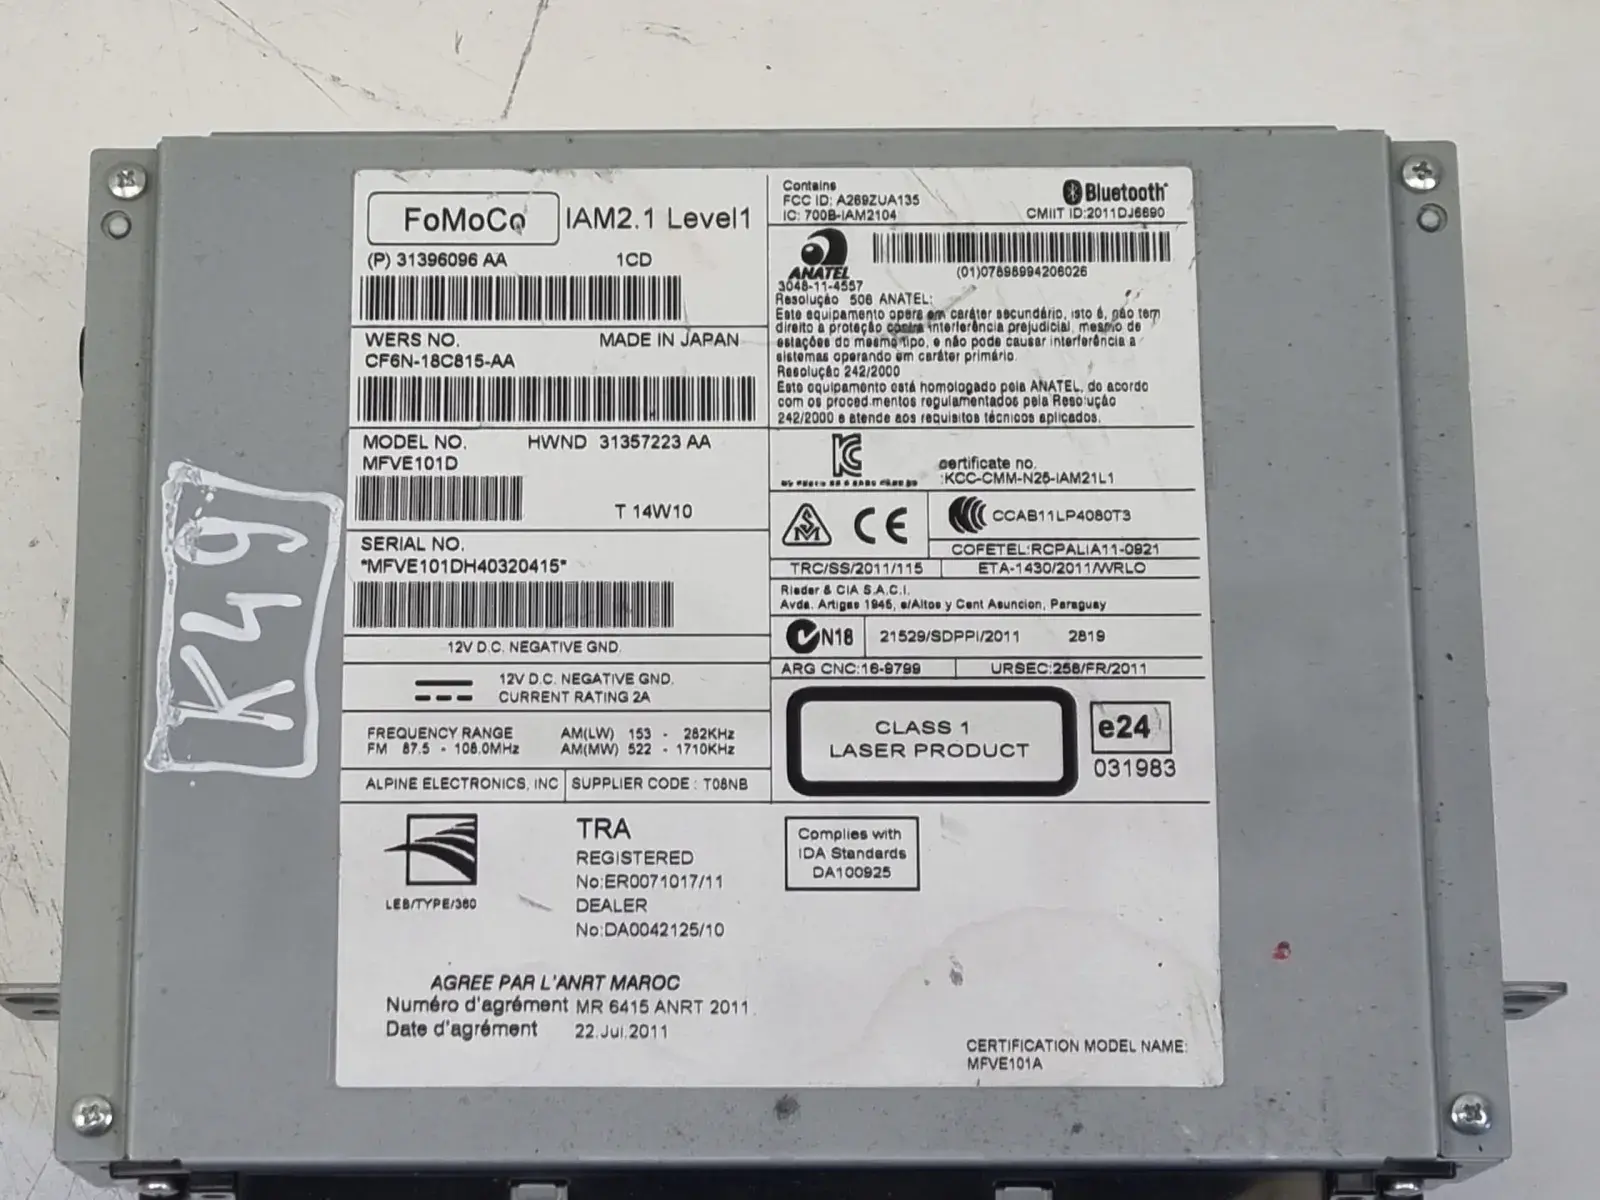 FoMoCo IAM2.1 Level1
(P) 31396096 AA 1CD
WERS NO. MADE IN JAPAN
CF6N-18C815-AA
MODEL NO. HWND 31357223 AA
MFVE101D
T 14W10
SERIAL NO.
*MFVE101DH40320415*
12V D.C. NEGATIVE GND.
12V D.C. NEGATIVE GND.
CURRENT RATING 2A
FREQUENCY RANGE AM(LW) 153 - 282KHz
FM 87.5 - 108.0MHz AM(MW) 522 - 1710KHz
ALPINE ELECTRONICS, INC SUPPLIER CODE : T08NB
Contains
FCC ID: A269ZUA135
IC: 700B-IAM2104
Bluetooth
CMIIT ID:2011DJ6690
ANATEL
3048-11-4557
(01)07898994206026
Resolução 506 ANATEL:
Este equipamento opera em caráter secundário, isto é, não tem
direito a proteção contra interferência prejudicial, mesmo de
estações do mesmo tipo, e não pode causar interferência a
sistemas operando em caráter primário.
Resolução 242/2000
Este equipamento está homologado pela ANATEL, de acordo
com os procedimentos regulamentados pela Resolução
242/2000 e atende aos requisitos técnicos aplicados.
certificate no.
:KCC-CMM-N25-IAM21L1
CE CCAB11LP4080T3
COFETEL:RCPALIA11-0921
TRC/SS/2011/115 ETA-1430/2011/WRLO
Rieder & CIA S.A.C.I.
Avda. Artigas 1945, e/Altos y Cent Asuncion, Paraguay
N18 21529/SDPPI/2011 2819
ARG CNC:16-9799 URSEC:256/FR/2011
CLASS 1
LASER PRODUCT
e24
031983
LEB/TYPE/360
TRA
REGISTERED
No:ER0071017/11
DEALER
No:DA0042125/10
Complies with
IDA Standards
DA100925
AGREE PAR L'ANRT MAROC
Numéro d'agrément MR 6415 ANRT 2011
Date d'agrément 22.Jul.2011
CERTIFICATION MODEL NAME:
MFVE101A
K49